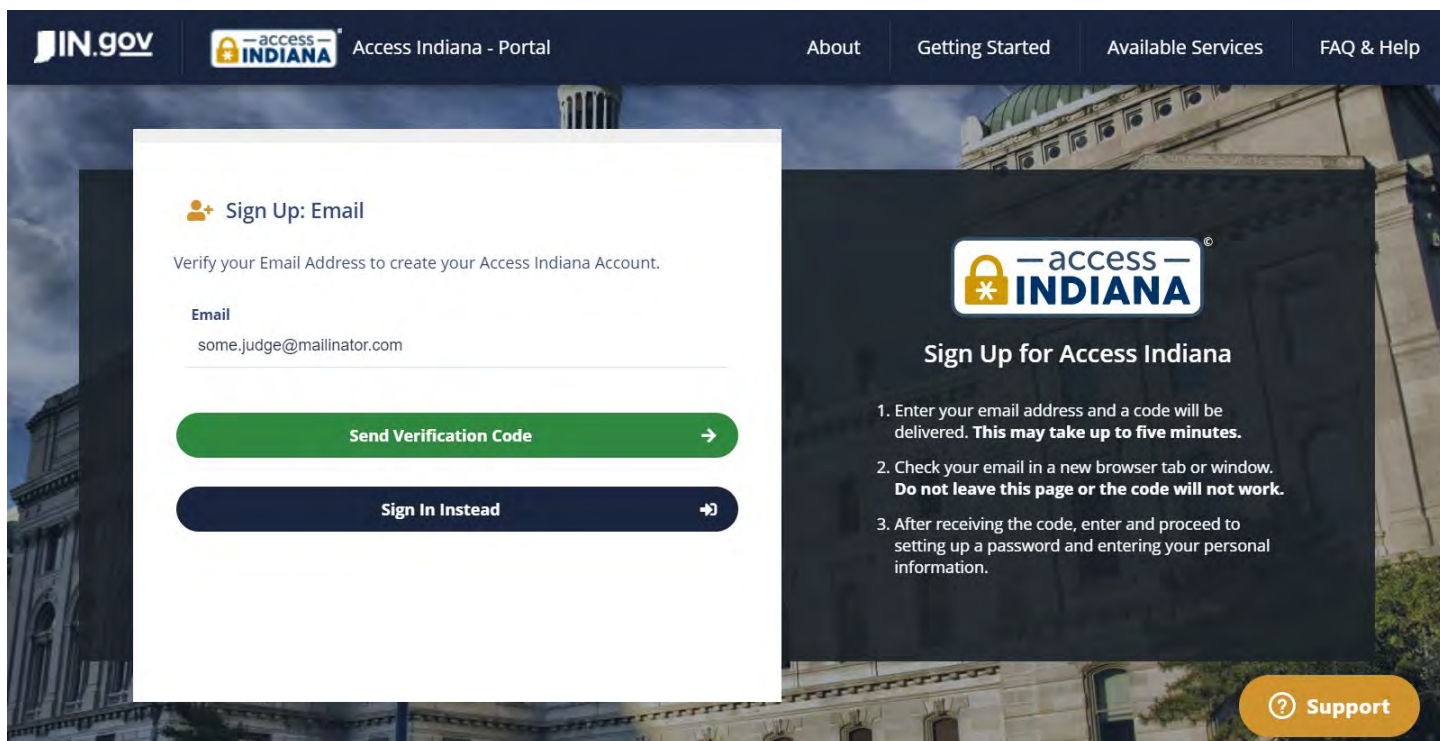 IN.gov
access
INDIANA
Access Indiana - Portal
About
Getting Started
Available Services
FAQ & Help
Sign Up: Email
Verify your Email Address to create your Access Indiana Account.
Email
some.judge@mailinator.com
Send Verification Code
Sign In Instead
access ©
INDIANA
Sign Up for Access Indiana
1. Enter your email address and a code will be
delivered. This may take up to five minutes.
2. Check your email in a new browser tab or window.
Do not leave this page or the code will not work.
3. After receiving the code, enter and proceed to
setting up a password and entering your personal
information.
Support